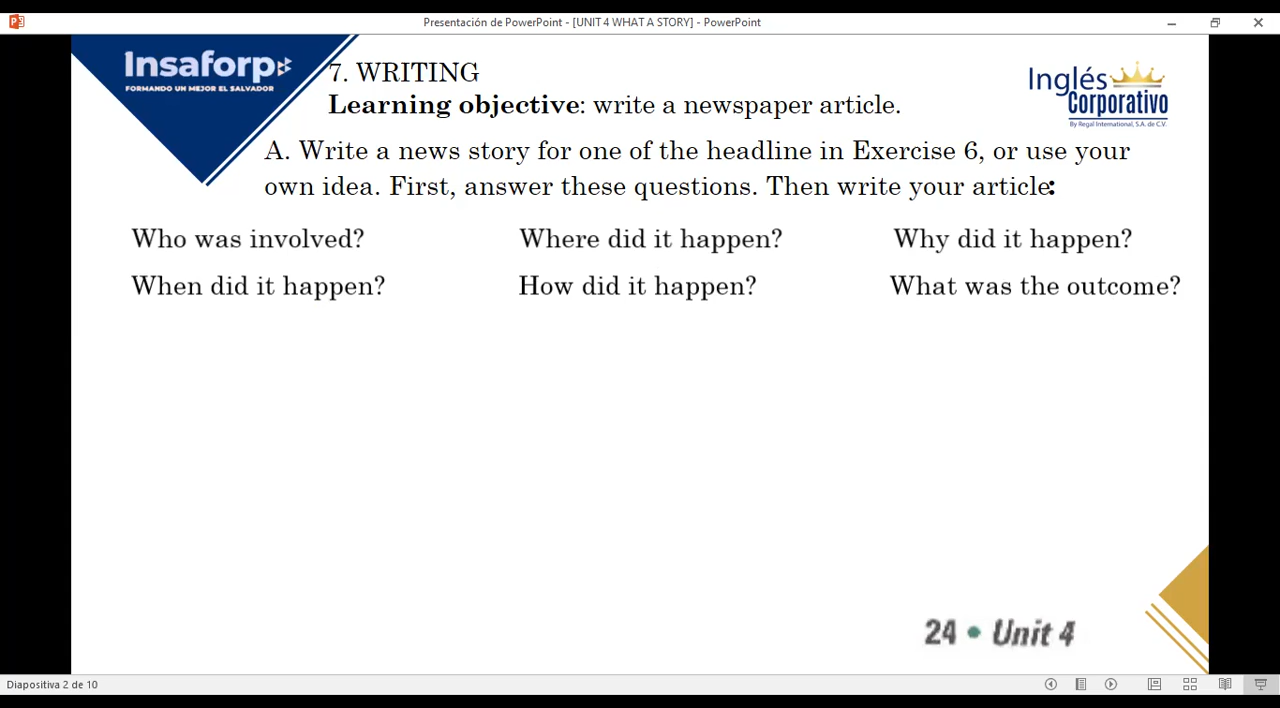 Presentación de PowerPoint - [UNIT 4 WHAT A STORY] - PowerPoint
Insaforp
FORMANDO UN MEJOR EL SALVADOR
7. WRITING
Learning objective: write a newspaper article.
Inglés
Corporativo
By Regal International, S.A. de C.V.
A. Write a news story for one of the headline in Exercise 6, or use your
own idea. First, answer these questions. Then write your article:
Who was involved? Where did it happen? Why did it happen?
When did it happen? How did it happen? What was the outcome?
24 • Unit 4
Diapositiva 2 de 10